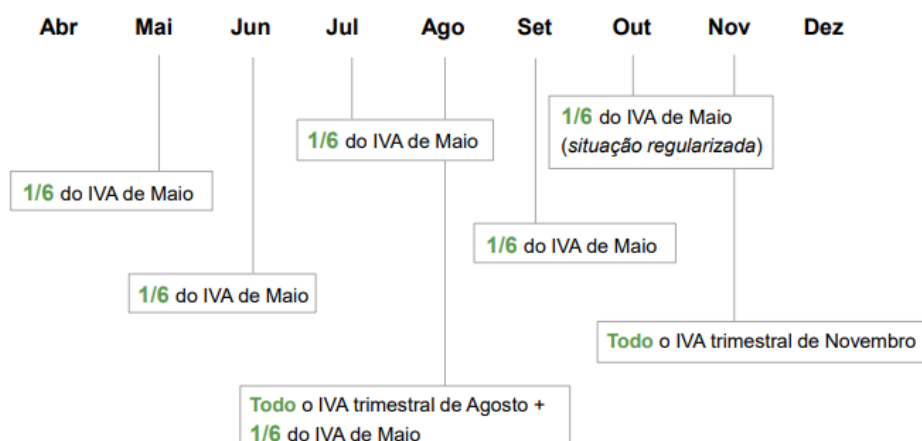 Abr Mai Jun Jul Ago Set Out Nov Dez
1/6 do IVA de Maio
(situação regularizada)
1/6 do IVA de Maio
1/6 do IVA de Maio
1/6 do IVA de Maio
1/6 do IVA de Maio
Todo o IVA trimestral de Novembro
Todo o IVA trimestral de Agosto +
1/6 do IVA de Maio